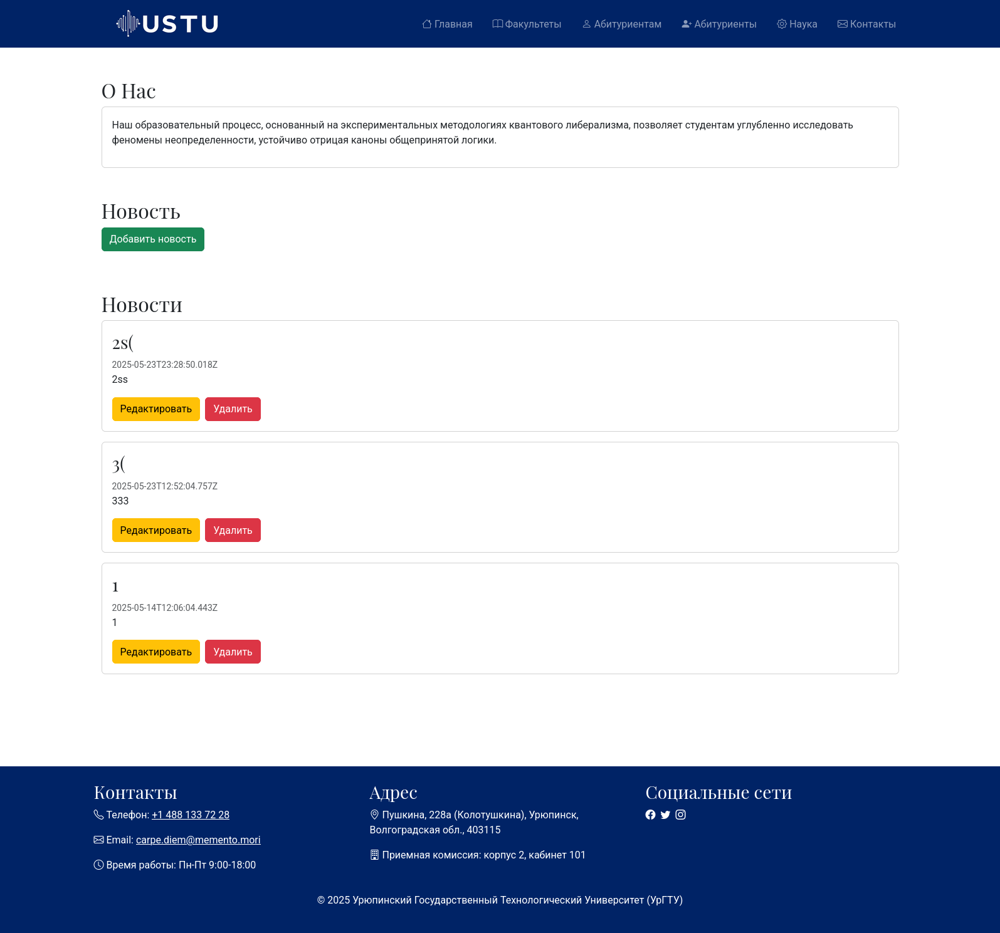 USTU
Главная
Факультеты
Абитуриентам
Абитуриенты
Наука
Контакты
О Нас
Наш образовательный процесс, основанный на экспериментальных методологиях квантового либерализма, позволяет студентам углубленно исследовать
феномены неопределенности, устойчиво отрицая каноны общепринятой логики.
Новость
Добавить новость
Новости
2s(
2025-05-23T23:28:50.018Z
2ss
Редактировать
Удалить
3(
2025-05-23T12:52:04.757Z
333
Редактировать
Удалить
1
2025-05-14T12:06:04.443Z
1
Редактировать
Удалить
Контакты
Телефон: +1 488 133 72 28
Email: carpe.diem@memento.mori
Время работы: Пн-Пт 9:00-18:00
Адрес
Пушкина, 228а (Колотушкина), Урюпинск,
Волгоградская обл., 403115
Приемная комиссия: корпус 2, кабинет 101
Социальные сети
© 2025 Урюпинский Государственный Технологический Университет (УрГТУ)